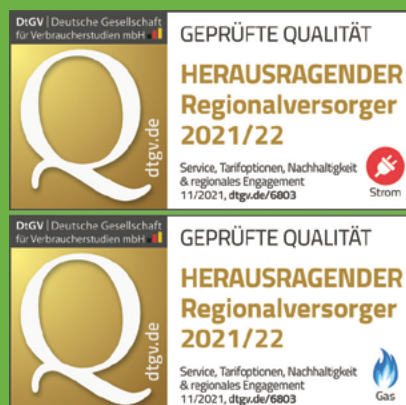 DtGV | Deutsche Gesellschaft
für Verbraucherstudien mbH
Q
dtgv.de
GEPRÜFTE QUALITÄT
HERAUSRAGENDER
Regionalversorger
2021/22
Service, Tarifoptionen, Nachhaltigkeit
& regionales Engagement
11/2021, dtgv.de/6803
Strom
DtGV | Deutsche Gesellschaft
für Verbraucherstudien mbH
Q
dtgv.de
GEPRÜFTE QUALITÄT
HERAUSRAGENDER
Regionalversorger
2021/22
Service, Tarifoptionen, Nachhaltigkeit
& regionales Engagement
11/2021, dtgv.de/6803
Gas